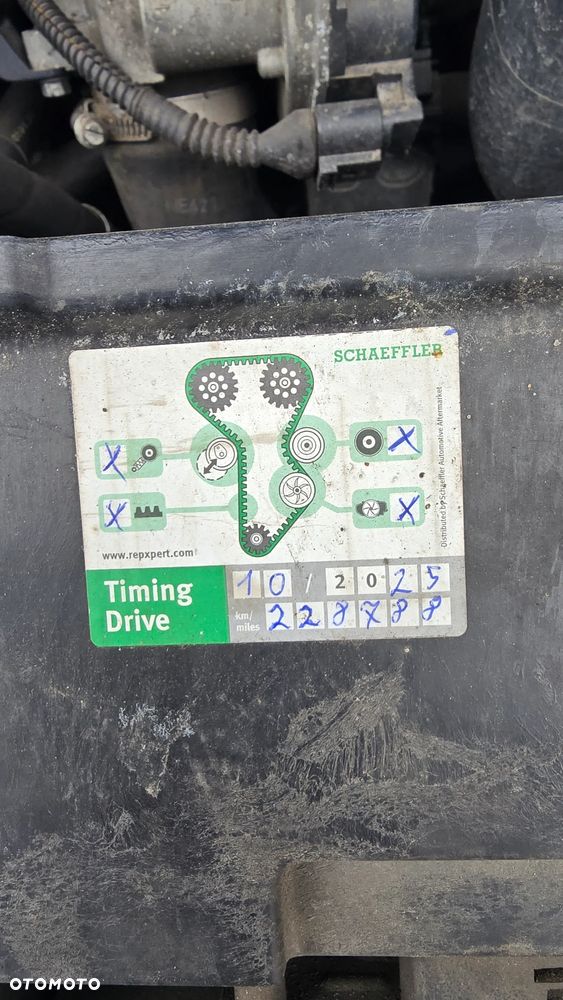 SCHAEFFLER
X
X
X
X
Distributed by Schaeffler Automotive Aftermarket
www.repxpert.com
Timing
Drive
10 / 2025
km/
miles
228788
OTOMOTO